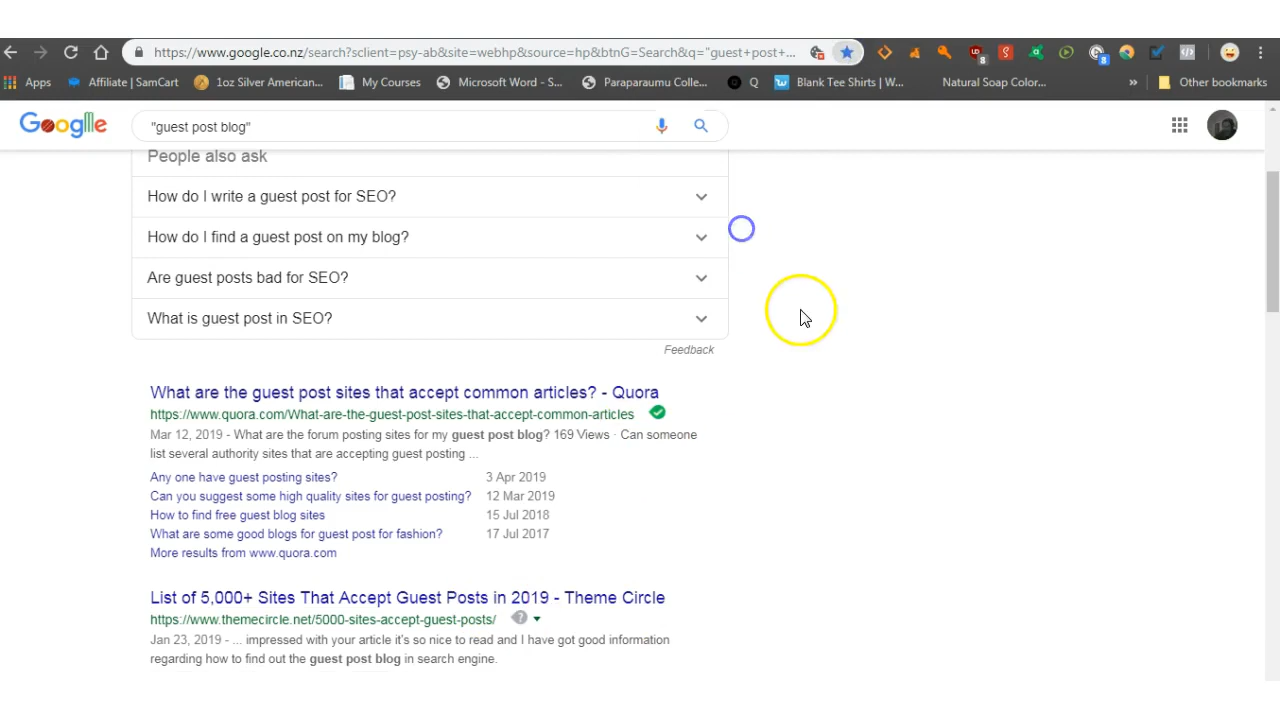 https://www.google.co.nz/search?sclient=psy-ab&site=webhp&source=hp&btnG=Search&q="guest+post+...
8
8
Apps
Affiliate | SamCart
1oz Silver American...
My Courses
Microsoft Word - S...
Paraparaumu Colle...
Q
Blank Tee Shirts | W...
Natural Soap Color...
»
Other bookmarks
"guest post blog"
People also ask
How do I write a guest post for SEO?
How do I find a guest post on my blog?
Are guest posts bad for SEO?
What is guest post in SEO?
Feedback
What are the guest post sites that accept common articles? - Quora
https://www.quora.com/What-are-the-guest-post-sites-that-accept-common-articles
Mar 12, 2019 - What are the forum posting sites for my guest post blog? 169 Views · Can someone
list several authority sites that are accepting guest posting ...
Any one have guest posting sites? 3 Apr 2019
Can you suggest some high quality sites for guest posting? 12 Mar 2019
How to find free guest blog sites 15 Jul 2018
What are some good blogs for guest post for fashion? 17 Jul 2017
More results from www.quora.com
List of 5,000+ Sites That Accept Guest Posts in 2019 - Theme Circle
https://www.themecircle.net/5000-sites-accept-guest-posts/
Jan 23, 2019 - ... impressed with your article it's so nice to read and I have got good information
regarding how to find out the guest post blog in search engine.